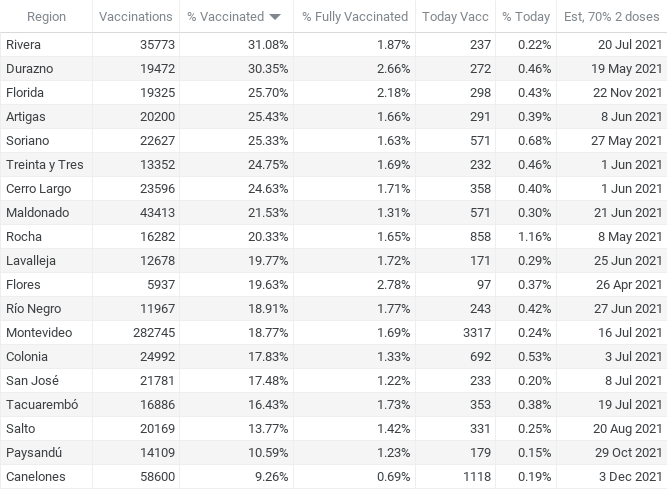 Region Vaccinations % Vaccinated % Fully Vaccinated Today Vacc % Today Est, 70% 2 doses
Rivera 35773 31.08% 1.87% 237 0.22% 20 Jul 2021
Durazno 19472 30.35% 2.66% 272 0.46% 19 May 2021
Florida 19325 25.70% 2.18% 298 0.43% 22 Nov 2021
Artigas 20200 25.43% 1.66% 291 0.39% 8 Jun 2021
Soriano 22627 25.33% 1.63% 571 0.68% 27 May 2021
Treinta y Tres 13352 24.75% 1.69% 232 0.46% 1 Jun 2021
Cerro Largo 23596 24.63% 1.71% 358 0.40% 1 Jun 2021
Maldonado 43413 21.53% 1.31% 571 0.30% 21 Jun 2021
Rocha 16282 20.33% 1.65% 858 1.16% 8 May 2021
Lavalleja 12678 19.77% 1.72% 171 0.29% 25 Jun 2021
Flores 5937 19.63% 2.78% 97 0.37% 26 Apr 2021
Río Negro 11967 18.91% 1.77% 243 0.42% 27 Jun 2021
Montevideo 282745 18.77% 1.69% 3317 0.24% 16 Jul 2021
Colonia 24992 17.83% 1.33% 692 0.53% 3 Jul 2021
San José 21781 17.48% 1.22% 233 0.20% 8 Jul 2021
Tacuarembó 16886 16.43% 1.73% 353 0.38% 19 Jul 2021
Salto 20169 13.77% 1.42% 331 0.25% 20 Aug 2021
Paysandú 14109 10.59% 1.23% 179 0.15% 29 Oct 2021
Canelones 58600 9.26% 0.69% 1118 0.19% 3 Dec 2021